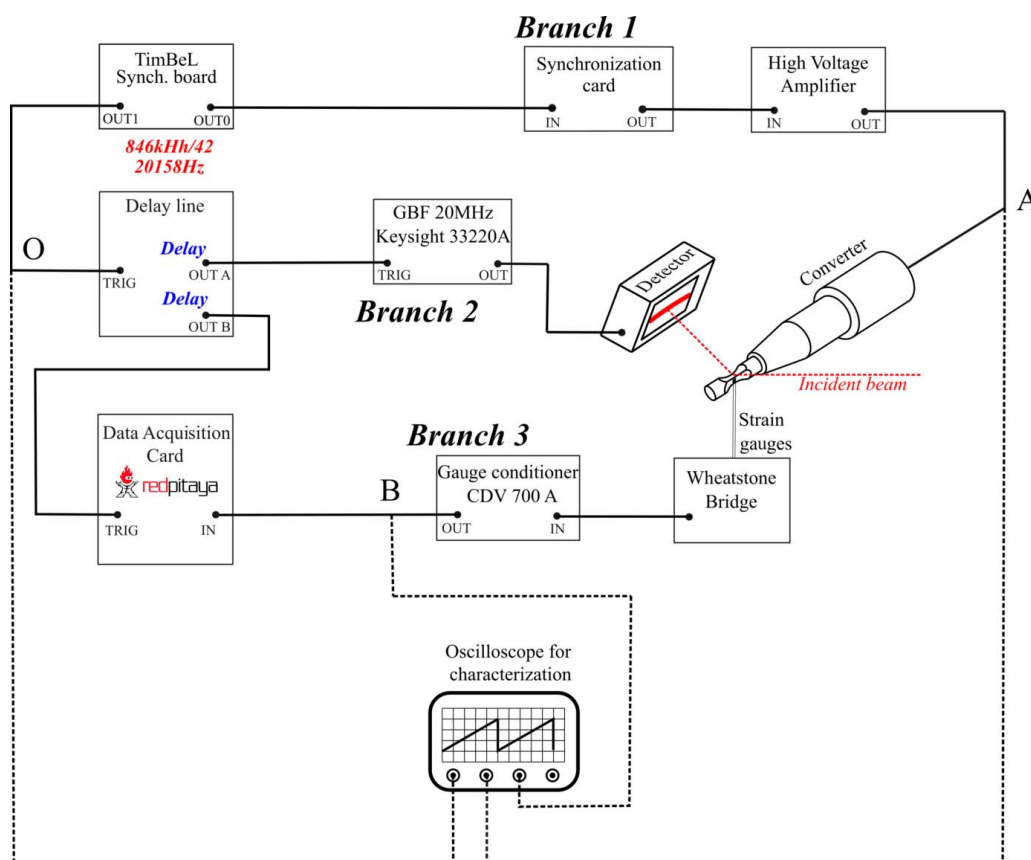 Branch 1
TimBeL
Synch. board
OUT1
OUT0
846kHh/42
20158Hz
Synchronization
card
IN
OUT
High Voltage
Amplifier
IN
OUT
A
O
Delay line
Delay
OUT A
TRIG
Delay
OUT B
GBF 20MHz
Keysight 33220A
TRIG
OUT
Branch 2
Detector
Converter
Incident beam
Strain
gauges
Data Acquisition
Card
redpitaya
TRIG
IN
B
Branch 3
Gauge conditioner
CDV 700 A
OUT
IN
Wheatstone
Bridge
Oscilloscope for
characterization